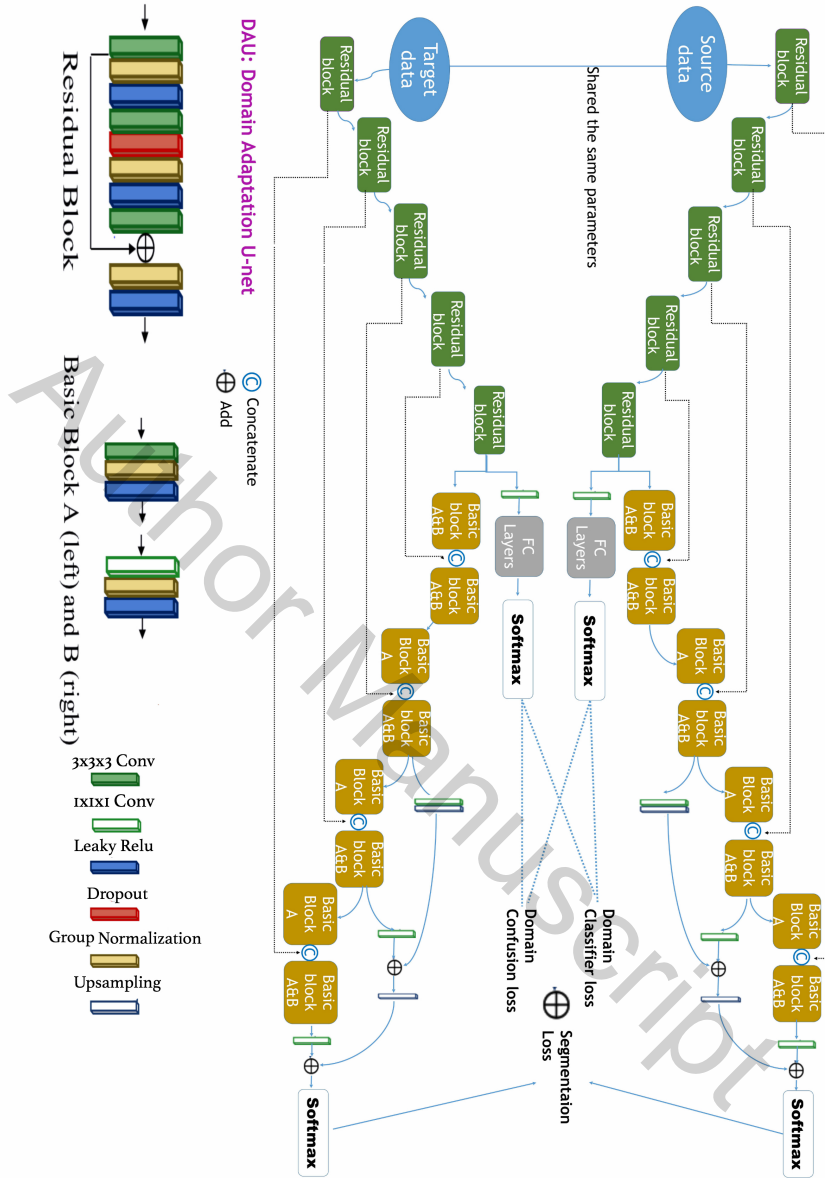 Source
data
Residual
block
Residual
block
Residual
block
Residual
block
Residual
block
Basic
block
A&B
Basic
block
A&B
Basic
Block
A
Basic
block
A&B
Basic
Block
A
Basic
block
A&B
Basic
Block
A
Basic
block
A&B
C
C
C
C
FC
Layers
Softmax
Softmax
Shared the same parameters
Domain
Classifier loss
Segmentaion
Loss
Domain
Confusion loss
Target
data
Residual
block
Residual
block
Residual
block
Residual
block
Residual
block
FC
Layers
Softmax
Basic
block
A&B
Basic
block
A&B
Basic
Block
A
Basic
block
A&B
Basic
Block
A
Basic
block
A&B
Basic
Block
A
Basic
block
A&B
C
C
C
C
Softmax
DAU: Domain Adaptation U-net
C Concatenate
Add
Residual Block
Basic Block A (left) and B (right)
3x3x3 Conv
1x1x1 Conv
Leaky Relu
Dropout
Group Normalization
Upsampling
Author Manuscript